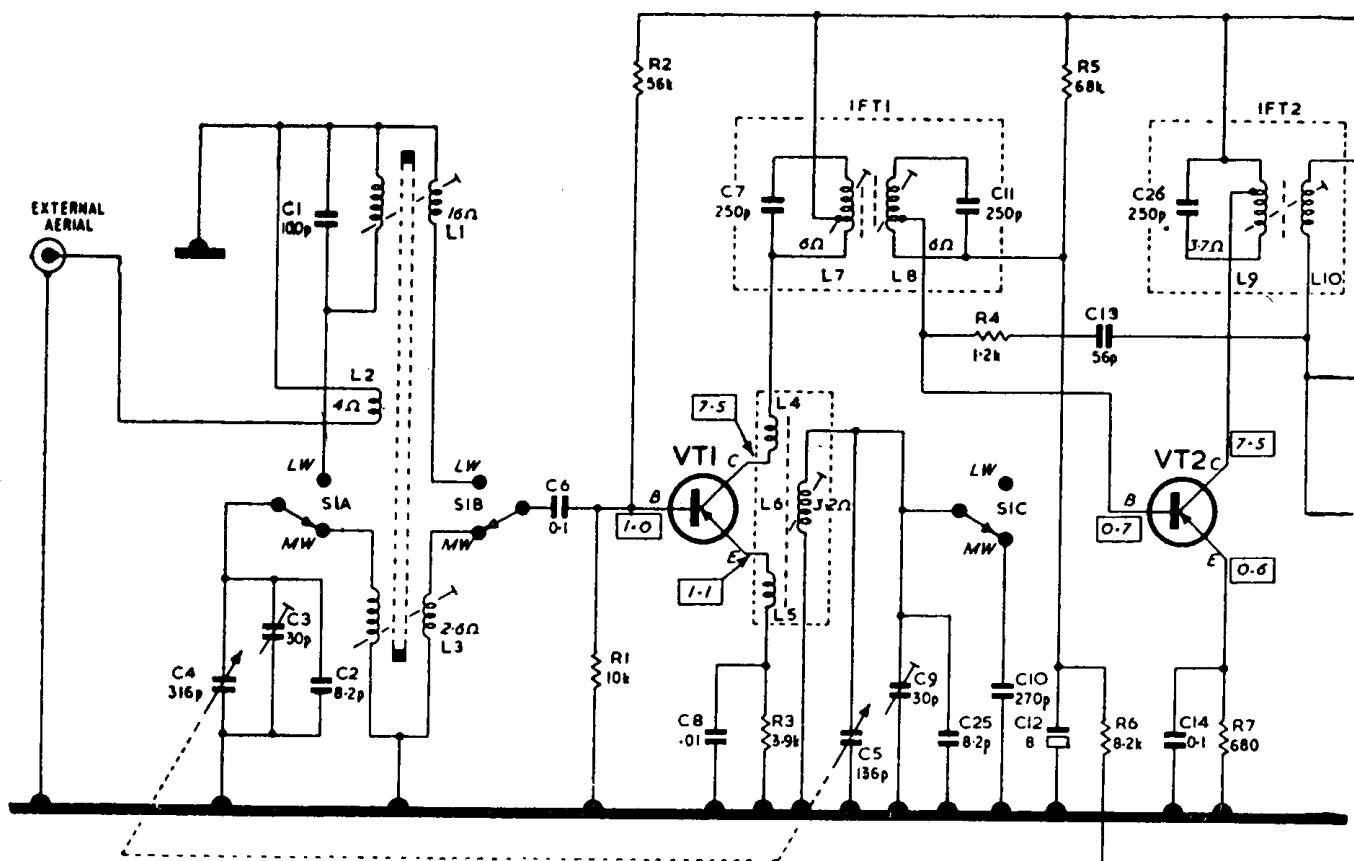 R2
56k
R5
68k
IFT1
IFT2
C7
250p
C11
250p
C26
250p
6Ω
6Ω
3·7Ω
L7
L8
L9
L10
EXTERNAL
AERIAL
C1
16Ω
L1
R4
1·2k
C13
56p
L2
4Ω
7·5
L4
7·5
LW
S1A
MW
LW
S1B
MW
C6
0·1
VT1
C
B
1·0
E
1·1
L6
3·2Ω
L5
LW
S1C
MW
VT2
C
B
0·7
E
0·6
C3
30p
C4
316p
C2
8·2p
2·6Ω
L3
R1
10k
C8
·01
R3
3·9k
C5
136p
C9
30p
C25
8·2p
C10
270p
C12
8
R6
8·2k
C14
0·1
R7
680